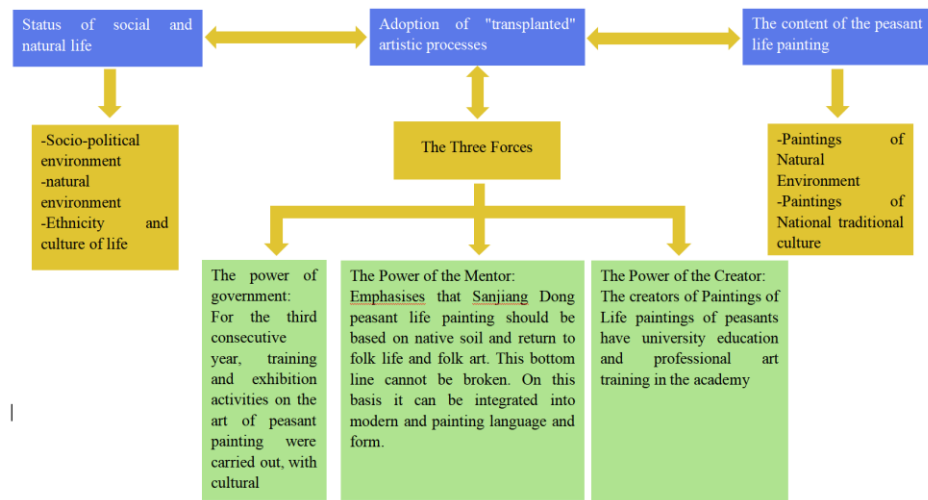 Status of social and
natural life
Adoption of "transplanted"
artistic processes
The content of the peasant
life painting
-Socio-political
environment
-natural
environment
-Ethnicity and
culture of life
The Three Forces
-Paintings of
Natural
Environment
-Paintings of
National traditional
culture
The power of
government:
For the third
consecutive
year, training
and exhibition
activities on the
art of peasant
painting were
carried out, with
cultural
The Power of the Mentor:
Emphasises that Sanjiang Dong
peasant life painting should be
based on native soil and return to
folk life and folk art. This bottom
line cannot be broken. On this
basis it can be integrated into
modern and painting language and
form.
The Power of the Creator:
The creators of Paintings of
Life paintings of peasants
have university education
and professional art
training in the academy